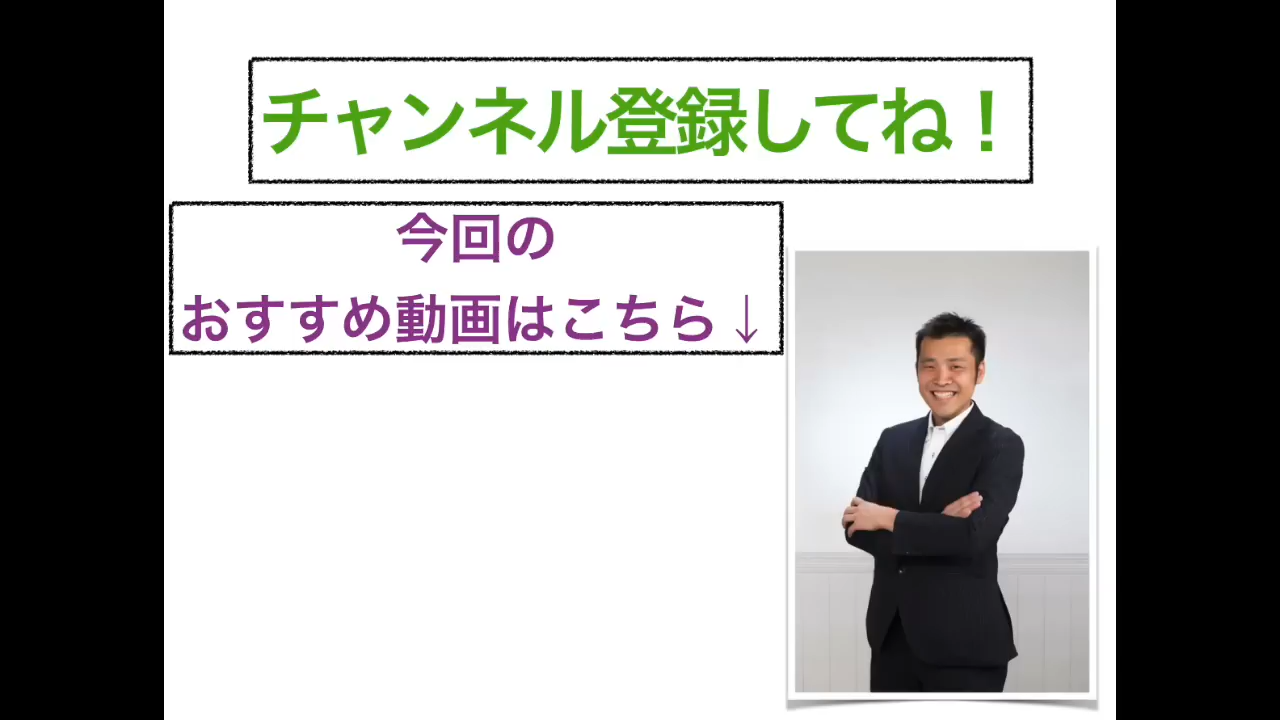 チャンネル登録してね！
今回の
おすすめ動画はこちら↓